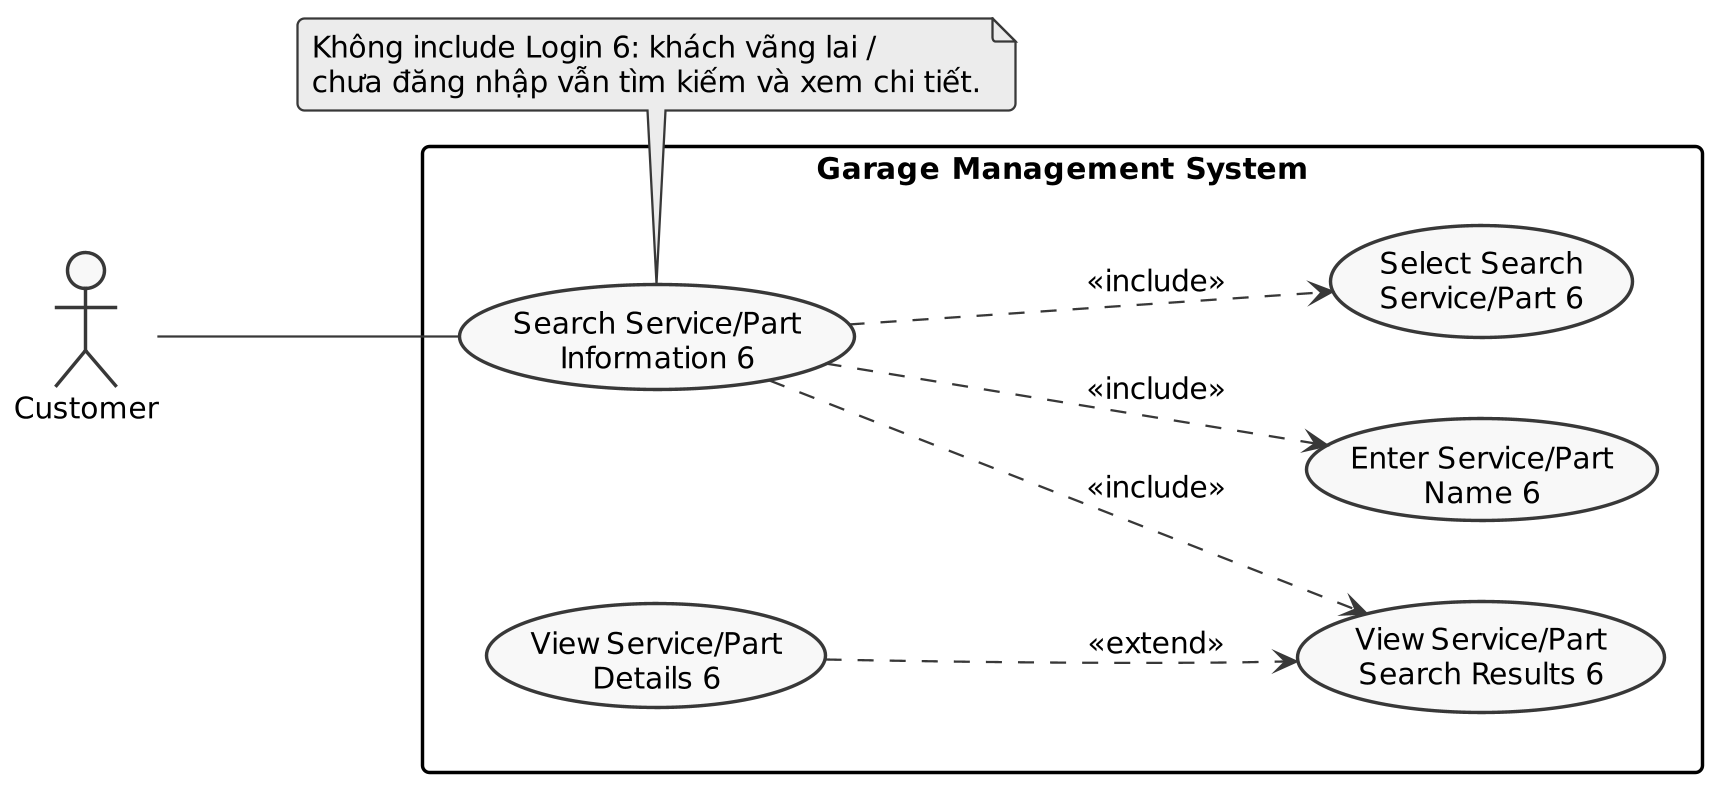 Không include Login 6: khách vãng lai /
chưa đăng nhập vẫn tìm kiếm và xem chi tiết.
Garage Management System
Customer
Search Service/Part
Information 6
«include»
Select Search
Service/Part 6
«include»
Enter Service/Part
Name 6
«include»
View Service/Part
Details 6
«extend»
View Service/Part
Search Results 6